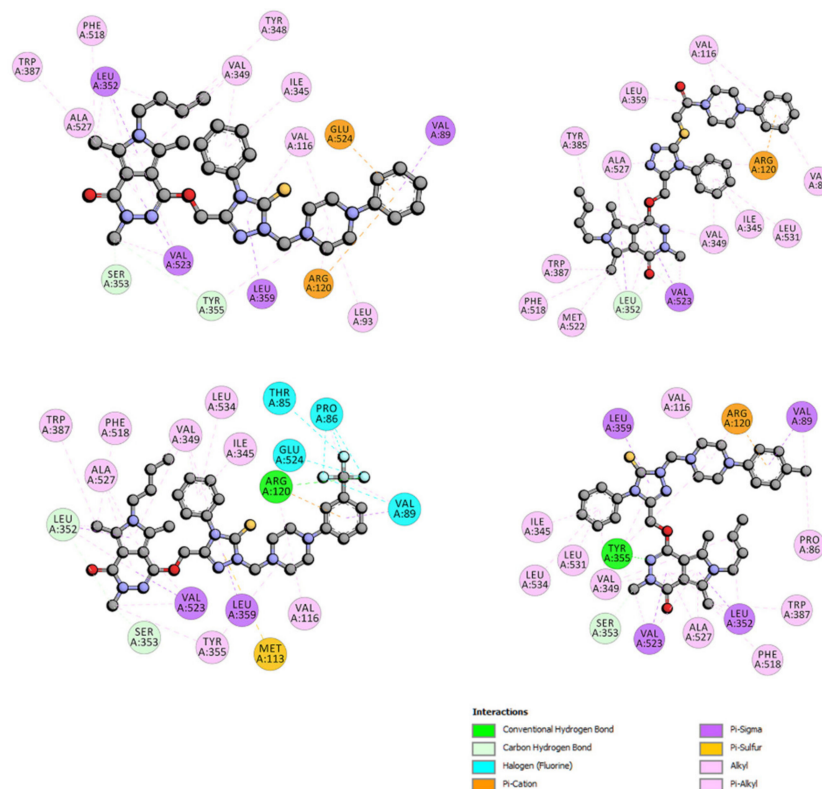 PHE
A:518
TYR
A:348
TRP
A:387
LEU
A:352
VAL
A:349
ILE
A:345
ALA
A:527
VAL
A:116
GLU
A:524
VAL
A:89
VAL
A:523
SER
A:353
TYR
A:355
LEU
A:359
ARG
A:120
LEU
A:93
VAL
A:116
LEU
A:359
TYR
A:385
ALA
A:527
ARG
A:120
VA
A:8
ILE
A:345
LEU
A:531
VAL
A:349
TRP
A:387
PHE
A:518
MET
A:522
LEU
A:352
VAL
A:523
LEU
A:534
THR
A:85
PRO
A:86
TRP
A:387
PHE
A:518
VAL
A:349
ILE
A:345
GLU
A:524
ALA
A:527
ARG
A:120
VAL
A:89
LEU
A:352
VAL
A:523
LEU
A:359
VAL
A:116
SER
A:353
TYR
A:355
MET
A:113
VAL
A:116
LEU
A:359
ARG
A:120
VAL
A:89
ILE
A:345
LEU
A:531
TYR
A:355
PRO
A:86
LEU
A:534
VAL
A:349
SER
A:353
VAL
A:523
ALA
A:527
LEU
A:352
TRP
A:387
PHE
A:518
Interactions
Conventional Hydrogen Bond
Carbon Hydrogen Bond
Halogen (Fluorine)
Pi-Cation
Pi-Sigma
Pi-Sulfur
Alkyl
Pi-Alkyl